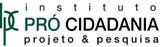 instituto
PRÓ CIDADANIA
projeto & pesquisa